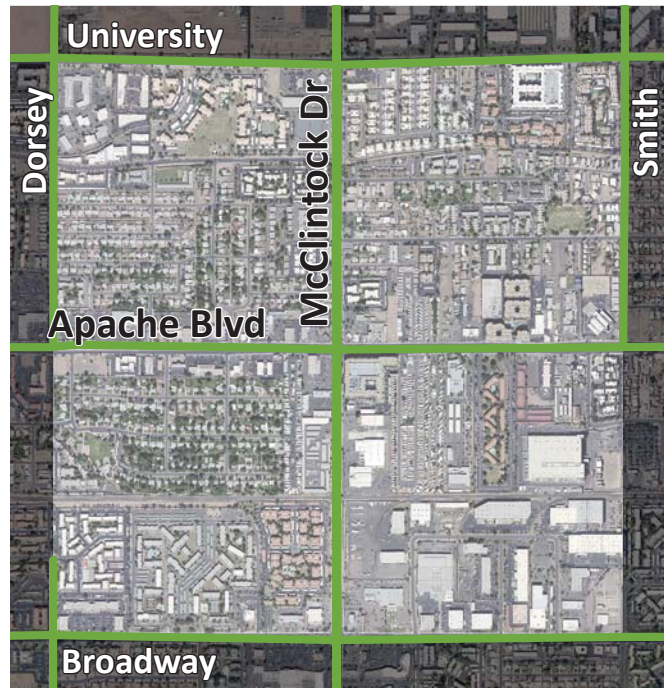 University
Dorsey
McClintock Dr
Smith
Apache Blvd
Broadway